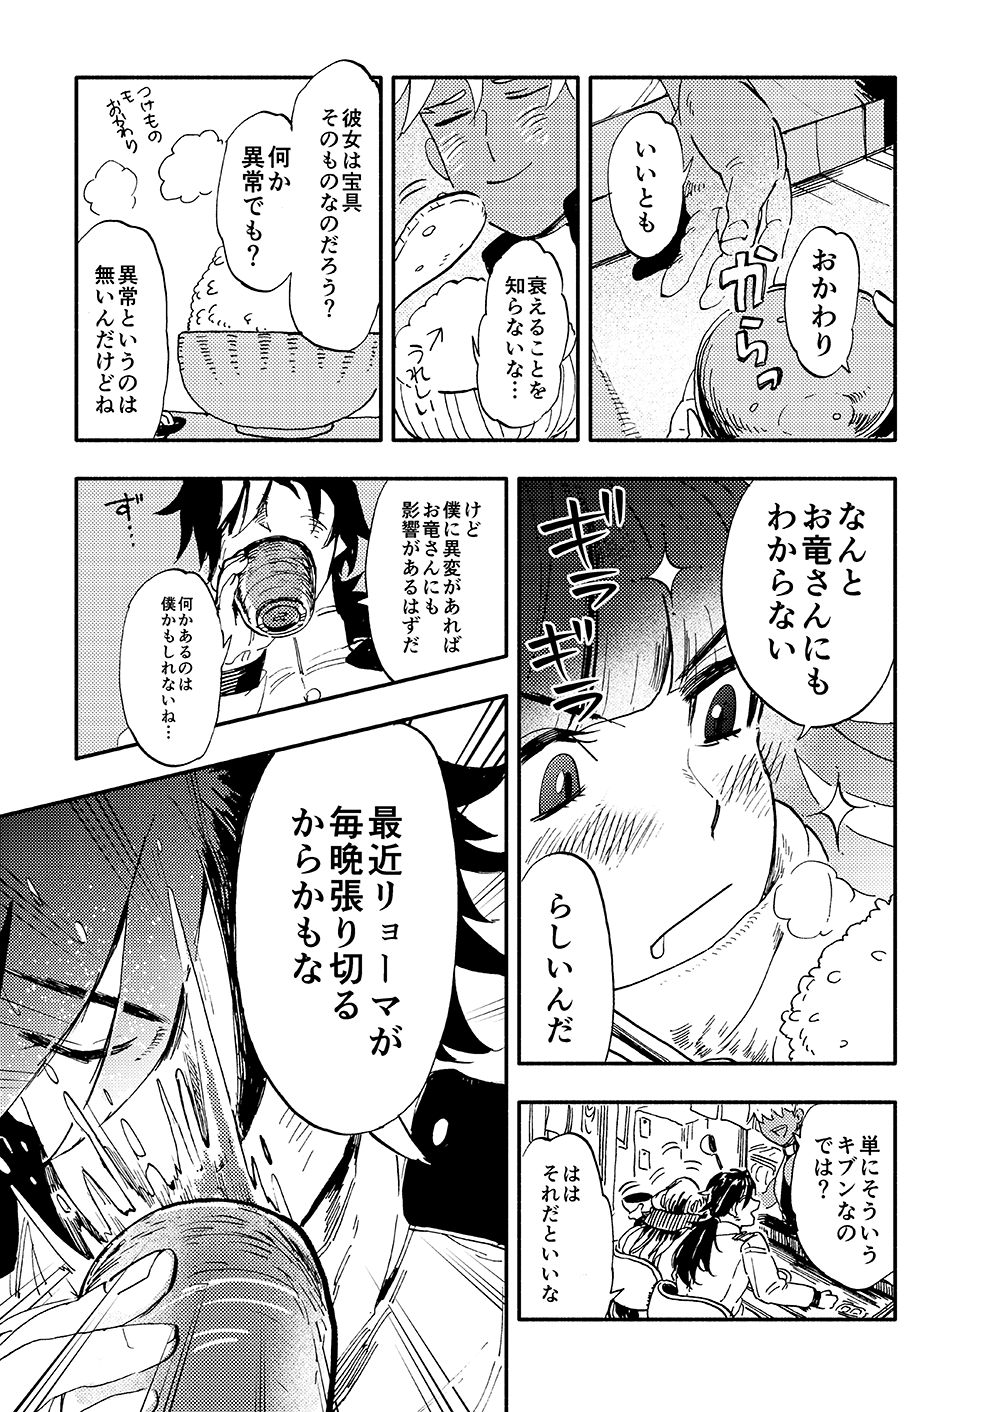 おかわり
からっ
いいとも
衰えることを
知らないな…
うれしい
彼女は宝具
そのものなのだろう?
何か
異常でも?
つけもの
モ
おかわり
異常というのは
無いんだけどね
なんと
お竜さんにも
わからない
ギラ
ギラ
らしいんだ
けど
僕に異変があれば
お竜さんにも
影響があるはずだ
ず…
何かあるのは
僕かもしれないね…
単にそういう
キブンなの
では?
はは
それだといいな
最近リョーマが
毎晩張り切る
からかもな